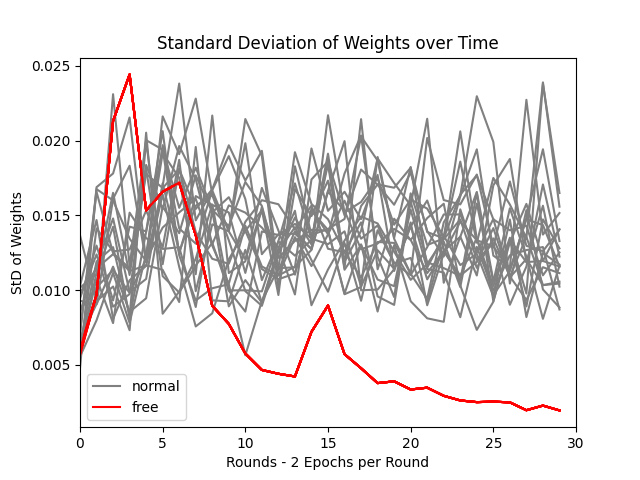 Standard Deviation of Weights over Time
StD of Weights
0.025
0.020
0.015
0.010
0.005
normal
free
0 5 10 15 20 25 30
Rounds - 2 Epochs per Round